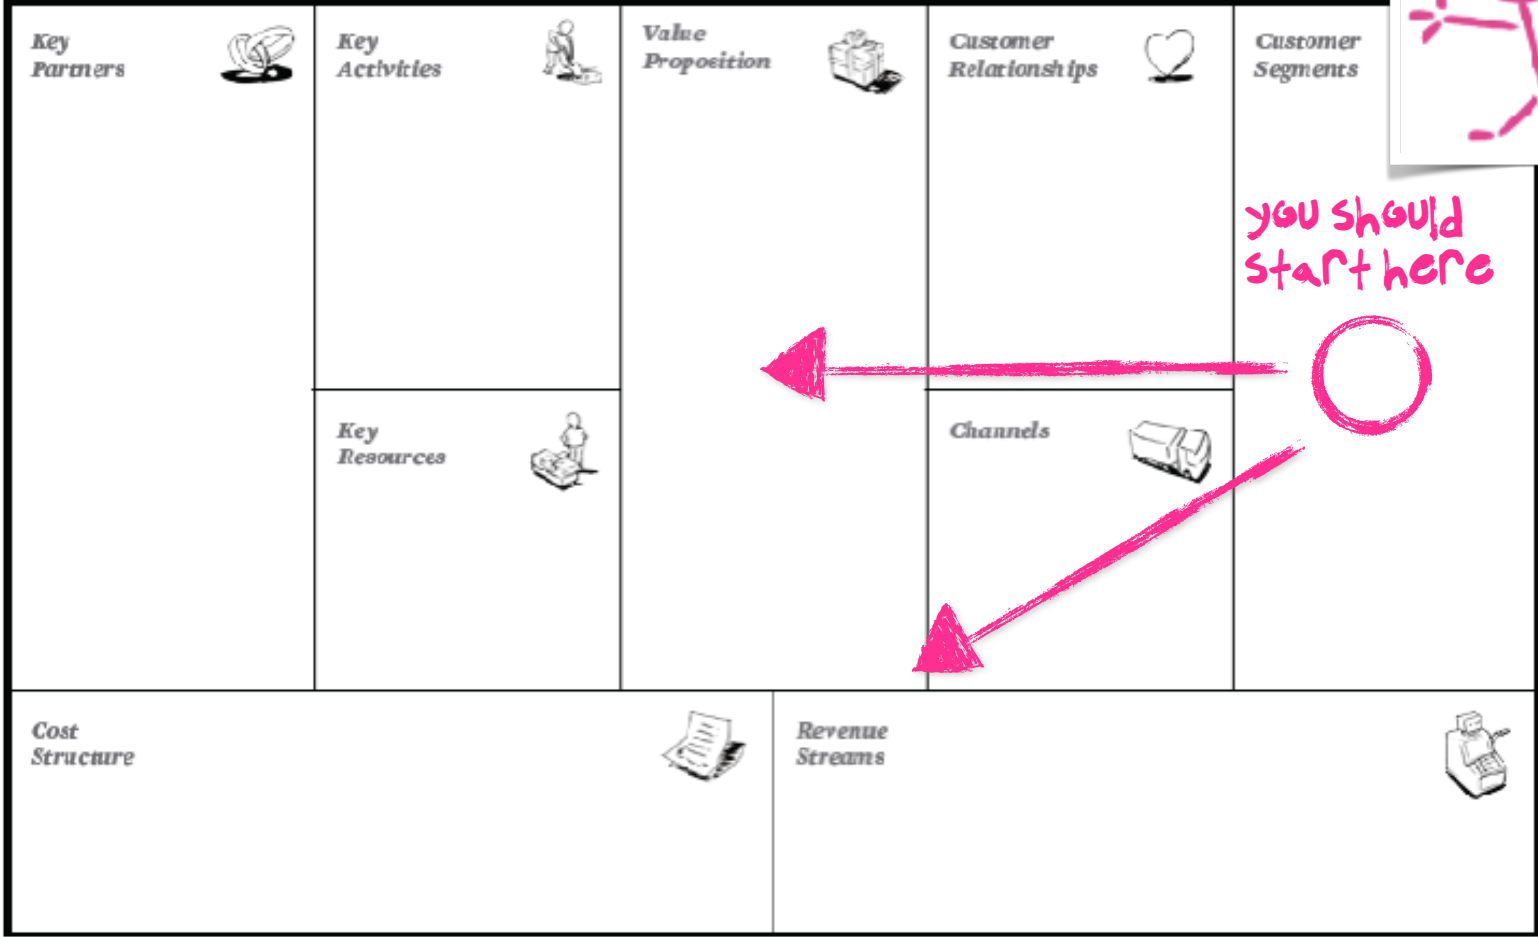 Key
Partners
Key
Activities
Value
Proposition
Customer
Relationships
Customer
Segments
you should
start here
Key
Resources
Channels
Cost
Structure
Revenue
Streams